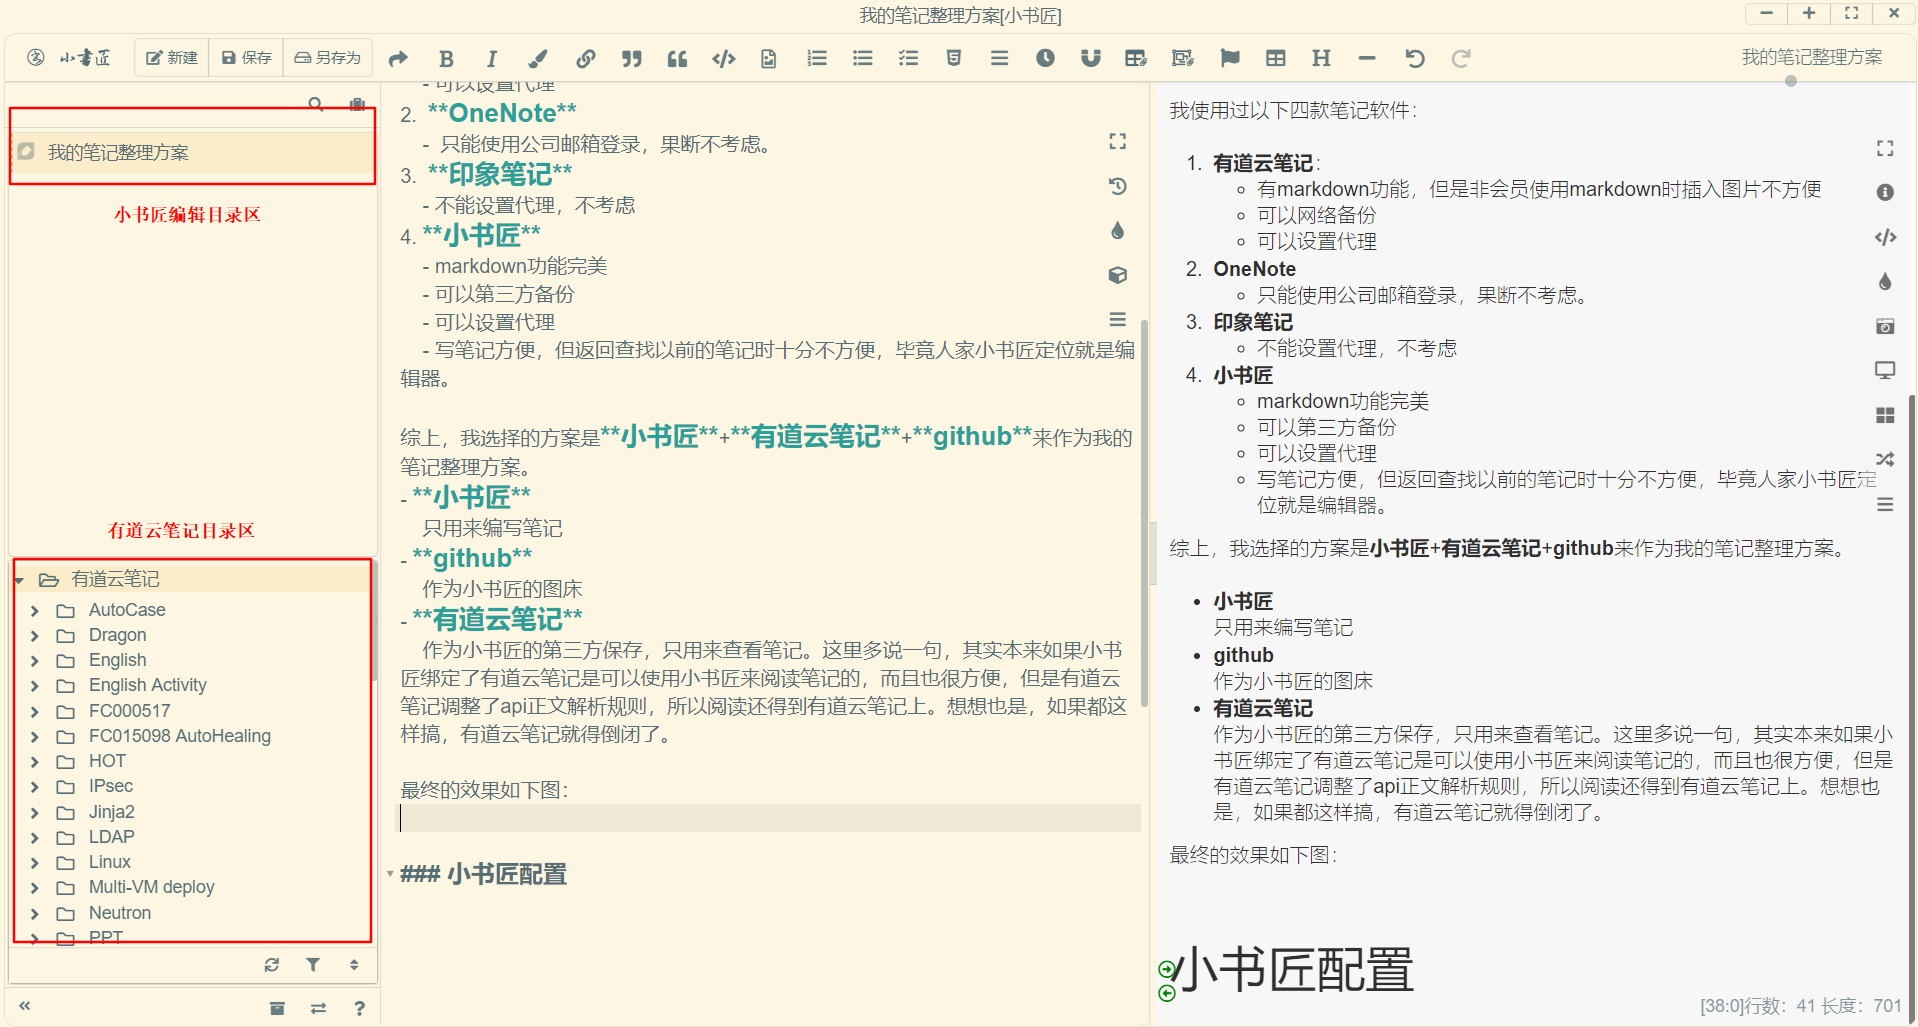 我的笔记整理方案[小书匠]
小書匠
新建
保存
另存为
我的笔记整理方案
我的笔记整理方案
小书匠编辑目录区
有道云笔记目录区
有道云笔记
AutoCase
Dragon
English
English Activity
FC000517
FC015098 AutoHealing
HOT
IPsec
Jinja2
LDAP
Linux
Multi-VM deploy
Neutron
PPT
- 可以设置代理
2. **OneNote**
- 只能使用公司邮箱登录，果断不考虑。
3. **印象笔记**
- 不能设置代理，不考虑
4. **小书匠**
- markdown功能完美
- 可以第三方备份
- 可以设置代理
- 写笔记方便，但返回查找以前的笔记时十分不方便，毕竟人家小书匠定位就是编
辑器。
综上，我选择的方案是**小书匠**+**有道云笔记**+**github**来作为我的
笔记整理方案。
- **小书匠**
只用来编写笔记
- **github**
作为小书匠的图床
- **有道云笔记**
作为小书匠的第三方保存，只用来查看笔记。这里多说一句，其实本来如果小书
匠绑定了有道云笔记是可以使用小书匠来阅读笔记的，而且也很方便，但是有道云
笔记调整了api正文解析规则，所以阅读还得到有道云笔记上。想想也是，如果都这
样搞，有道云笔记就得倒闭了。
最终的效果如下图：
### 小书匠配置
我使用过以下四款笔记软件：
1. 有道云笔记：
有markdown功能，但是非会员使用markdown时插入图片不方便
可以网络备份
可以设置代理
2. OneNote
只能使用公司邮箱登录，果断不考虑。
3. 印象笔记
不能设置代理，不考虑
4. 小书匠
markdown功能完美
可以第三方备份
可以设置代理
写笔记方便，但返回查找以前的笔记时十分不方便，毕竟人家小书匠定
位就是编辑器。
综上，我选择的方案是小书匠+有道云笔记+github来作为我的笔记整理方案。
小书匠
只用来编写笔记
github
作为小书匠的图床
有道云笔记
作为小书匠的第三方保存，只用来查看笔记。这里多说一句，其实本来如果小
书匠绑定了有道云笔记是可以使用小书匠来阅读笔记的，而且也很方便，但是
有道云笔记调整了api正文解析规则，所以阅读还得到有道云笔记上。想想也
是，如果都这样搞，有道云笔记就得倒闭了。
最终的效果如下图：
小书匠配置
[38:0]行数：41 长度：701